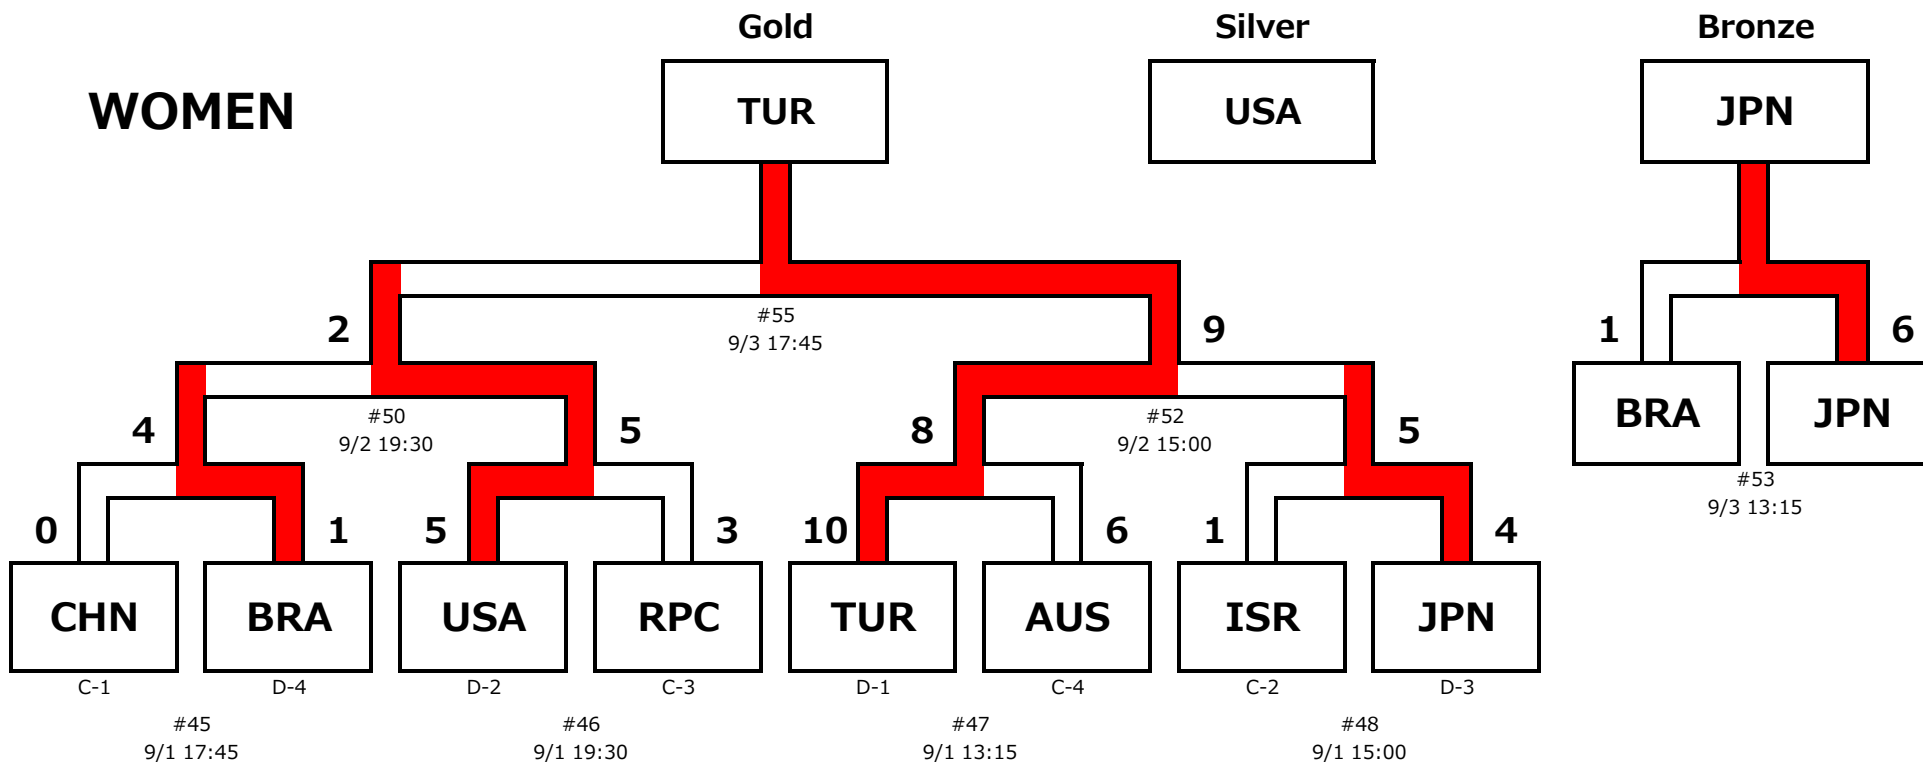 Gold
Silver
Bronze
WOMEN
TUR
USA
JPN
2
#55
9/3 17:45
9
1
6
4
#50
9/2 19:30
5
8
#52
9/2 15:00
5
BRA
JPN
#53
9/3 13:15
0
1
5
3
10
6
1
4
CHN
BRA
USA
RPC
TUR
AUS
ISR
JPN
C-1
D-4
D-2
C-3
D-1
C-4
C-2
D-3
#45
9/1 17:45
#46
9/1 19:30
#47
9/1 13:15
#48
9/1 15:00